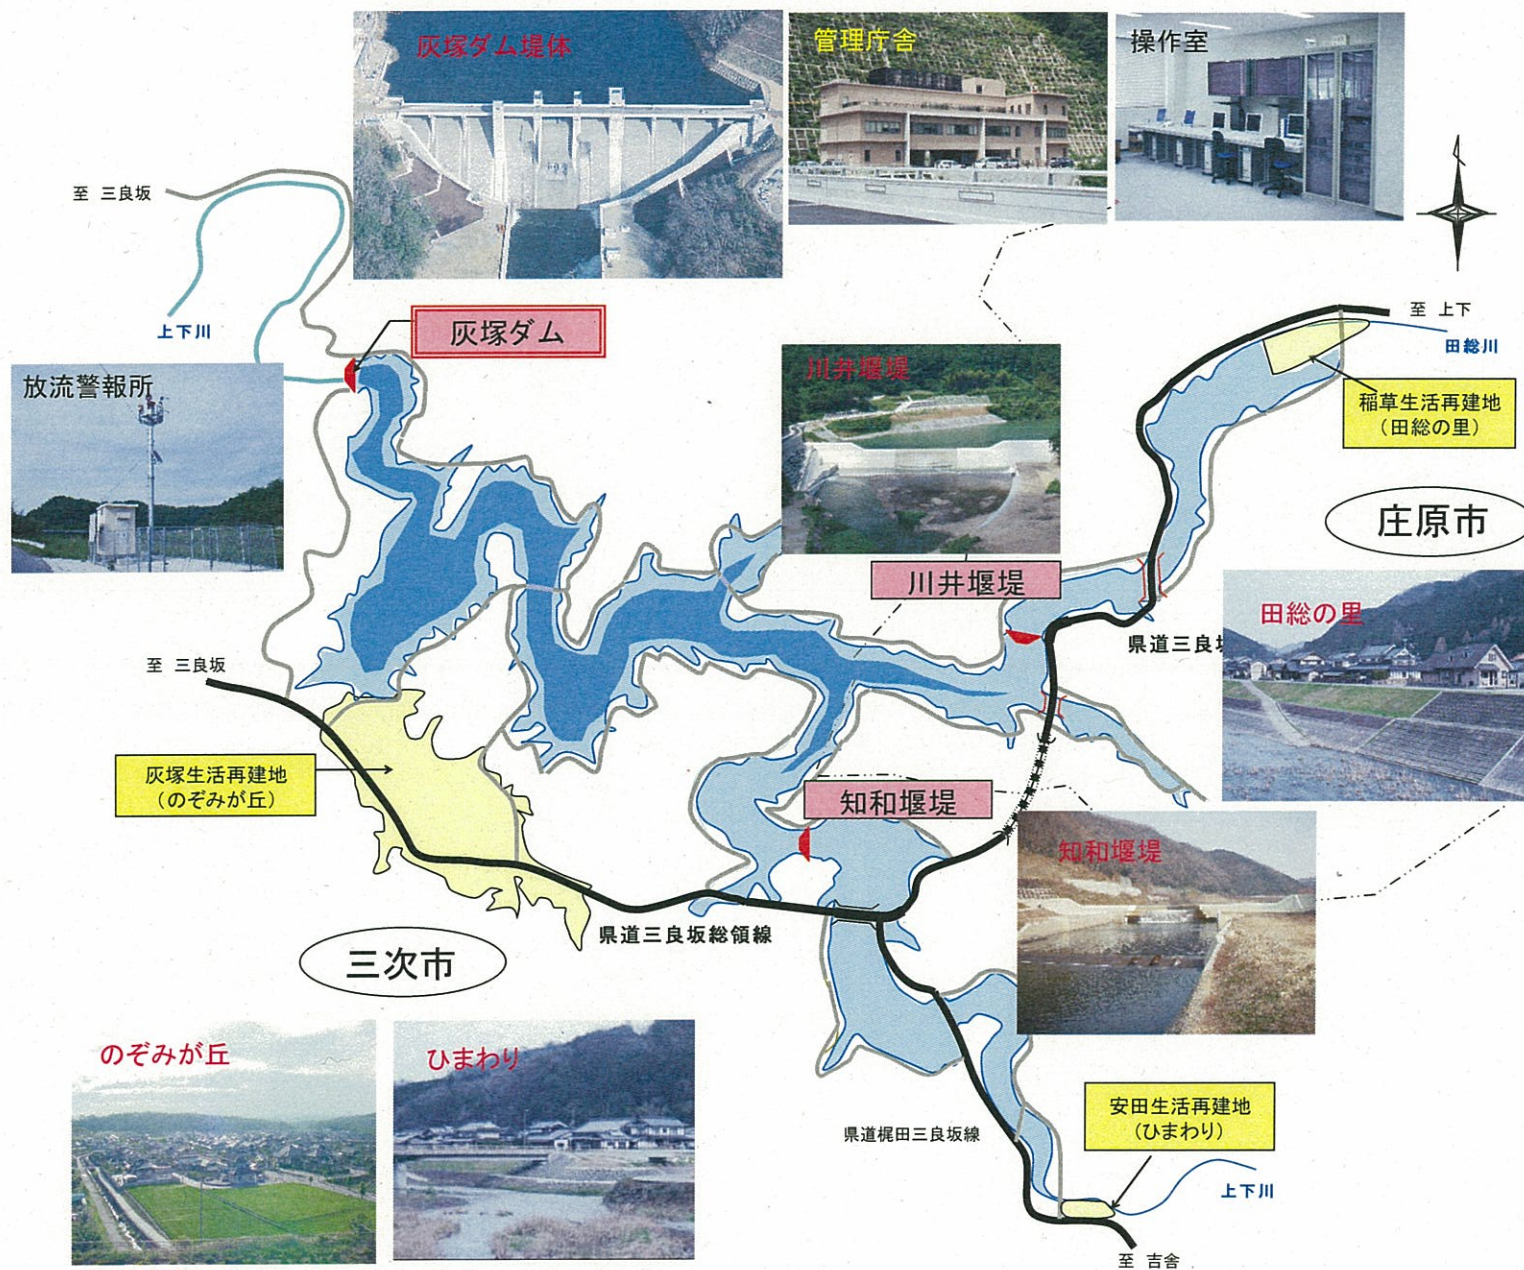 灰塚ダム堤体
管理庁舎
操作室
至 三良坂
上下川
灰塚ダム
放流警報所
川井堰堤
至 上下
田総川
稲草生活再建地
(田総の里)
庄原市
川井堰堤
田総の里
県道三良坂
至 三良坂
灰塚生活再建地
(のぞみが丘)
知和堰堤
知和堰堤
県道三良坂総領線
三次市
のぞみが丘
ひまわり
県道梶田三良坂線
安田生活再建地
(ひまわり)
上下川
至 吉舎